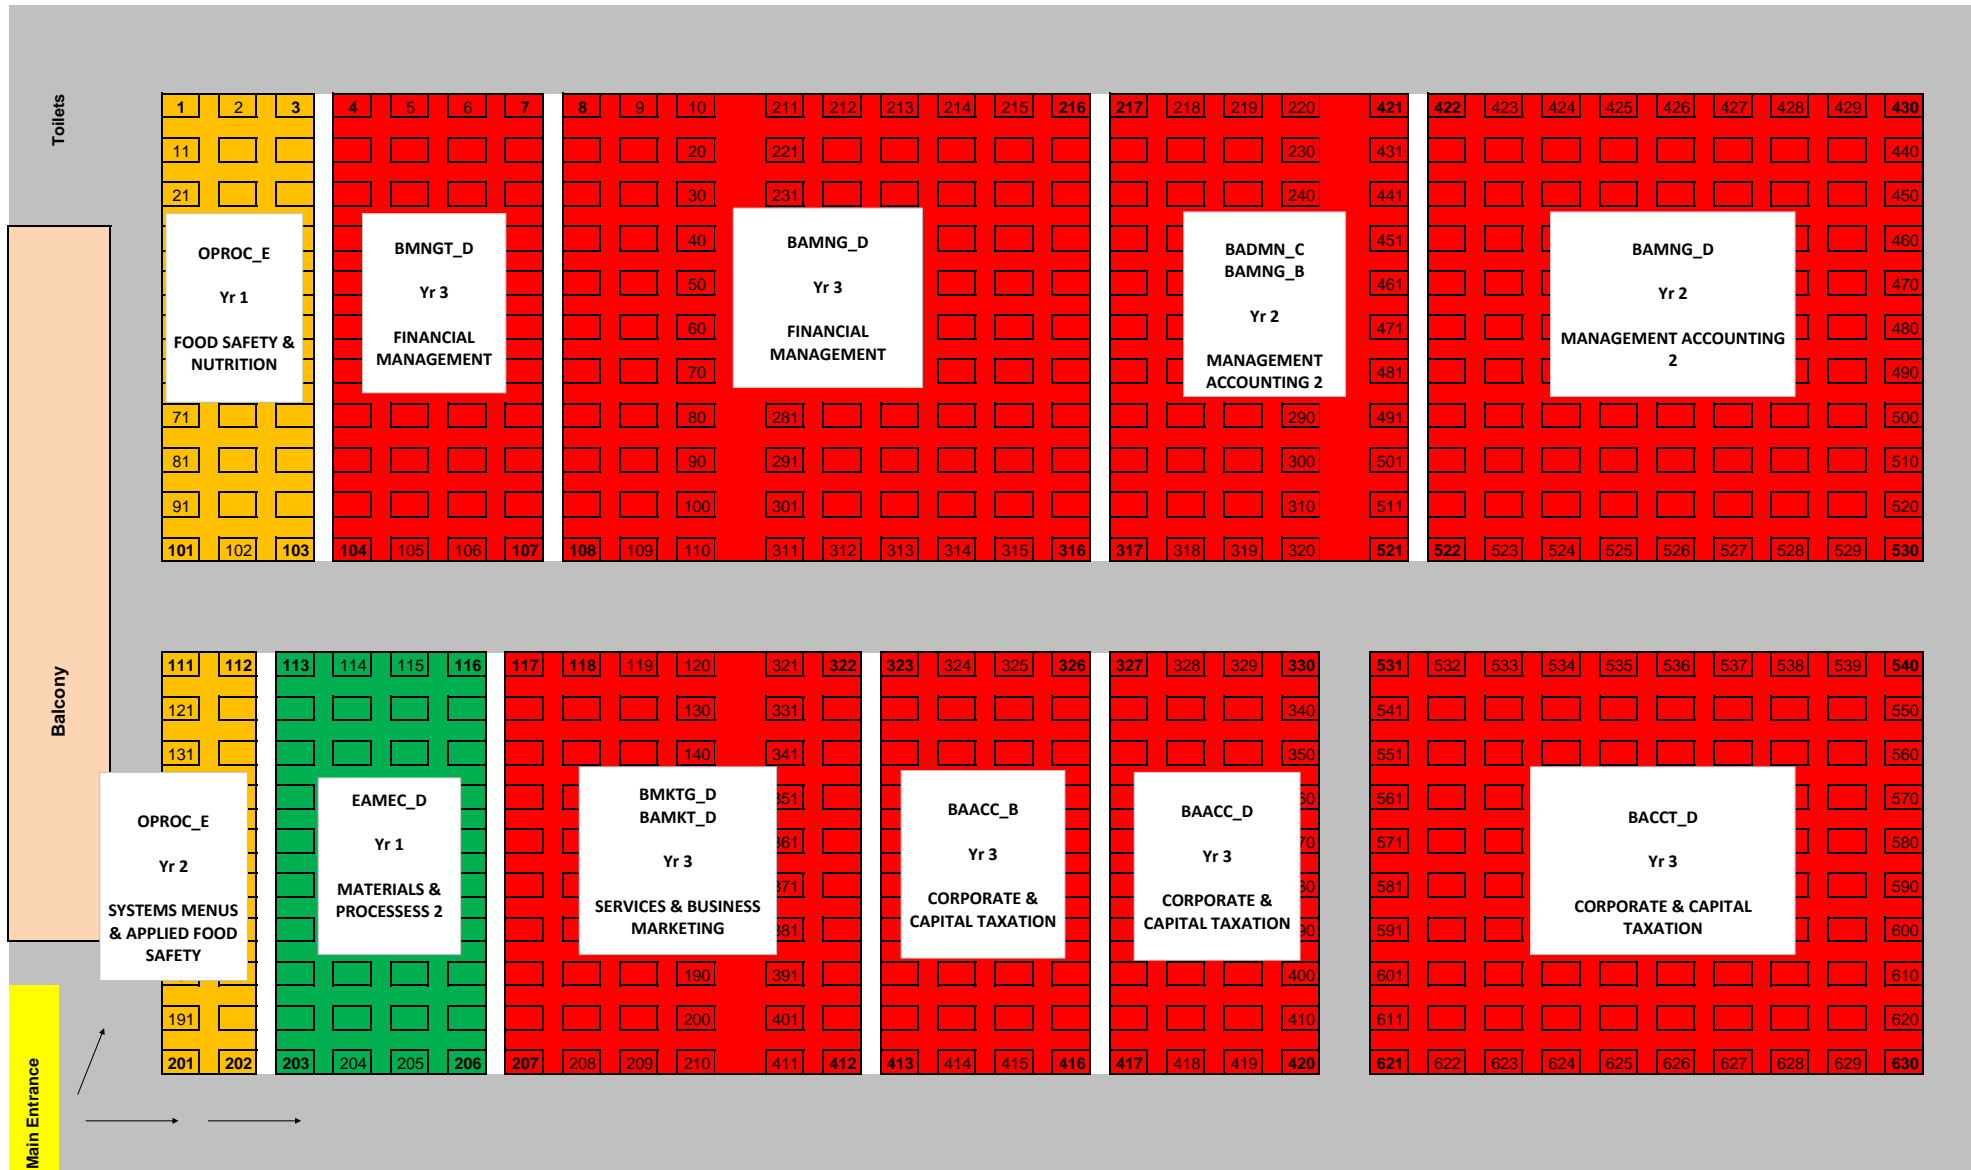 Toilets
1 2 3 4 5 6 7 8 9 10 211 212 213 214 215 216 217 218 219 220 421 422 423 424 425 426 427 428 429 430
11 20 221 230 431 440
21 30 231 240 441 450
40 451 460
50 461 470
60 471 480
70 481 490
OPROC_E
Yr 1
FOOD SAFETY &
NUTRITION
BMNGT_D
Yr 3
FINANCIAL
MANAGEMENT
BAMNG_D
Yr 3
FINANCIAL
MANAGEMENT
BADMN_C
BAMNG_B
Yr 2
MANAGEMENT
ACCOUNTING 2
BAMNG_D
Yr 2
MANAGEMENT ACCOUNTING
2
71 80 281 290 491 500
81 90 291 300 501 510
91 100 301 310 511 520
101 102 103 104 105 106 107 108 109 110 311 312 313 314 315 316 317 318 319 320 521 522 523 524 525 526 527 528 529 530
Balcony
111 112 113 114 115 116 117 118 119 120 321 322 323 324 325 326 327 328 329 330 531 532 533 534 535 536 537 538 539 540
121 130 331 340 541 550
131 140 341 350 551 560
561 570
571 580
581 590
591 600
OPROC_E
Yr 2
SYSTEMS MENUS
& APPLIED FOOD
SAFETY
EAMEC_D
Yr 1
MATERIALS &
PROCESSESS 2
BMKTG_D
BAMKT_D
Yr 3
SERVICES & BUSINESS
MARKETING
BAACC_B
Yr 3
CORPORATE &
CAPITAL TAXATION
BAACC_D
Yr 3
CORPORATE &
CAPITAL TAXATION
BACCT_D
Yr 3
CORPORATE & CAPITAL
TAXATION
190 391 400 601 610
191 200 401 410 611 620
201 202 203 204 205 206 207 208 209 210 411 412 413 414 415 416 417 418 419 420 621 622 623 624 625 626 627 628 629 630
Main Entrance